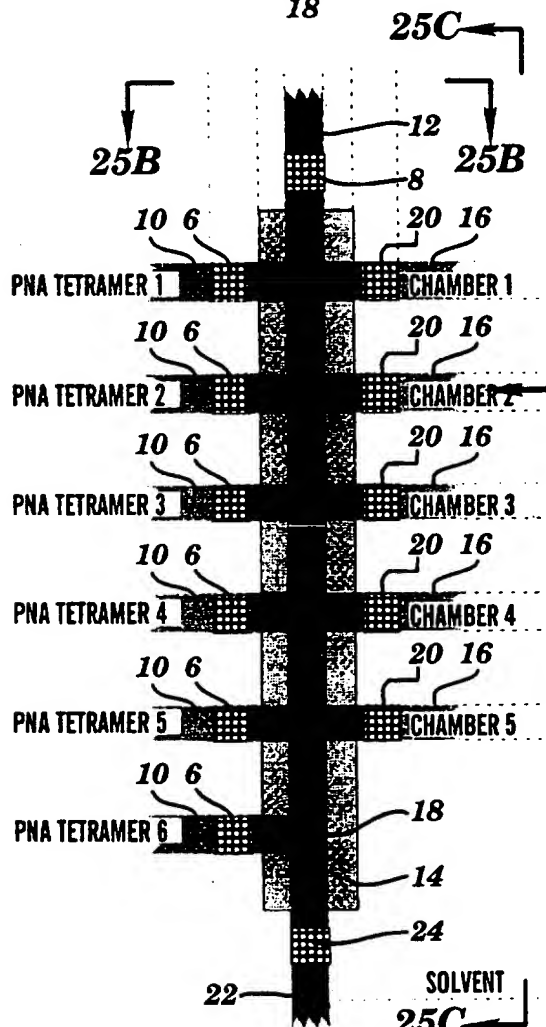 18
25C
12
25B
25B
8
10 6
20 16
PNA TETRAMER 1
CHAMBER 1
10 6
20 16
PNA TETRAMER 2
CHAMBER 2
10 6
20 16
PNA TETRAMER 3
CHAMBER 3
10 6
20 16
PNA TETRAMER 4
CHAMBER 4
10 6
20 16
PNA TETRAMER 5
CHAMBER 5
10 6
PNA TETRAMER 6
18
14
24
SOLVENT
22
25C